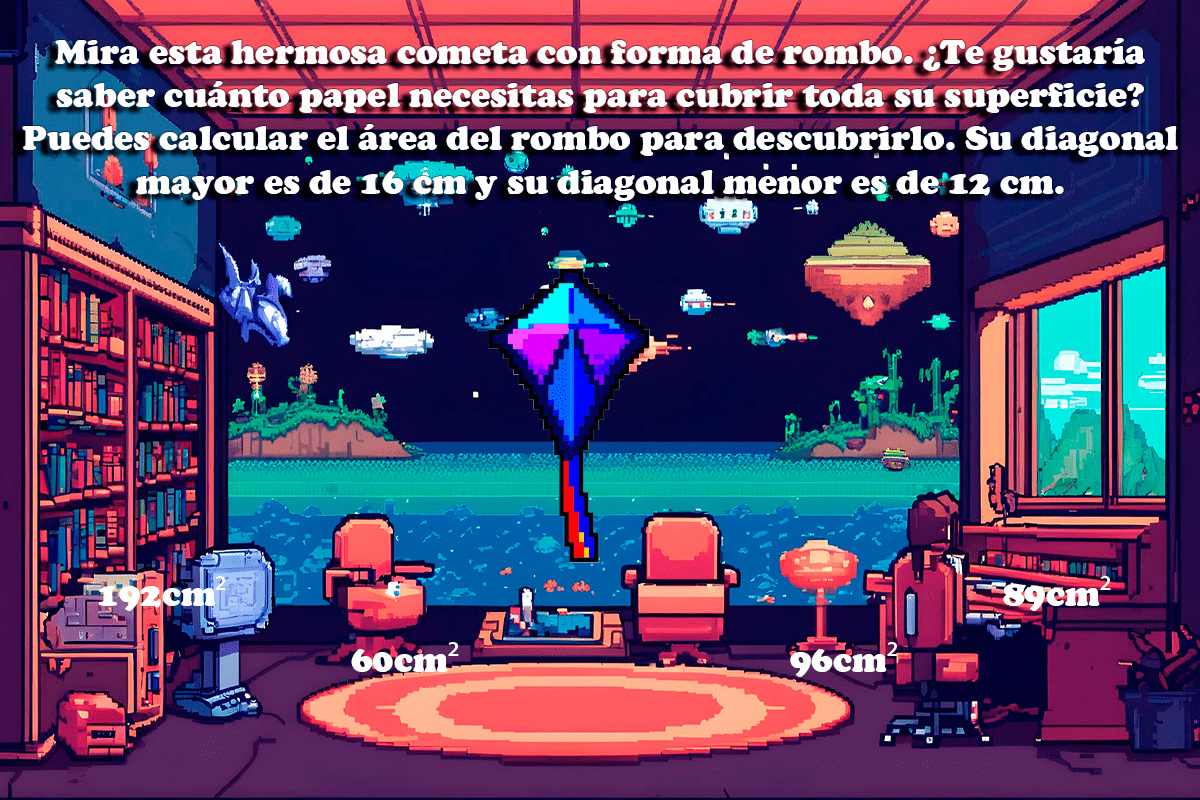 Mira esta hermosa cometa con forma de rombo. ¿Te gustaría
saber cuánto papel necesitas para cubrir toda su superficie?
Puedes calcular el área del rombo para descubrirlo. Su diagonal
mayor es de 16 cm y su diagonal menor es de 12 cm.
192cm²
89cm²
60cm²
96cm²